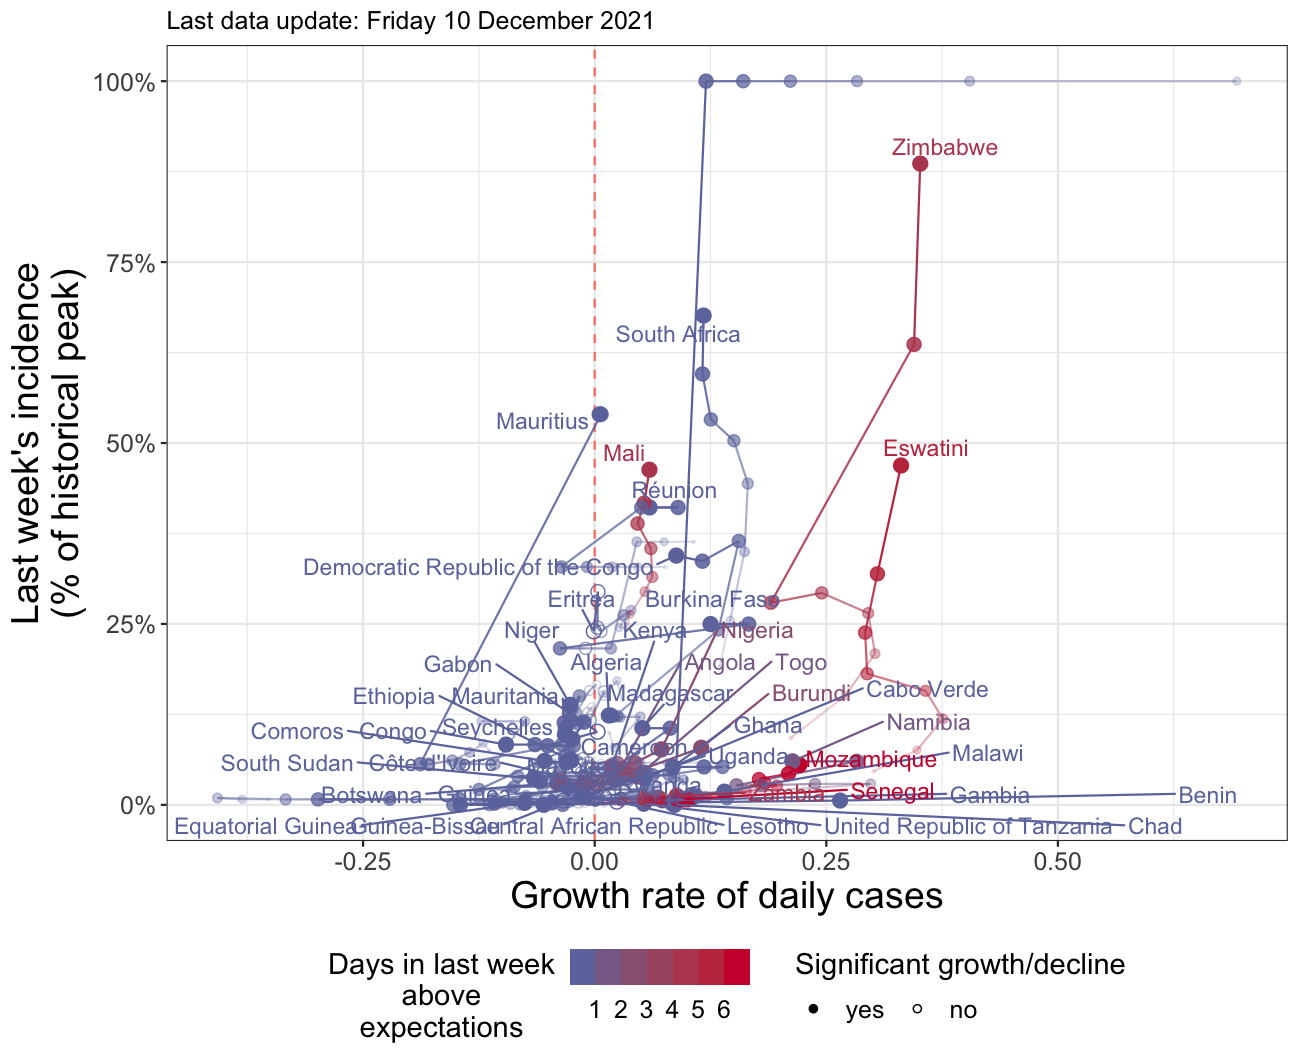 Last data update: Friday 10 December 2021
Last week's incidence
(% of historical peak)
100%
75%
50%
25%
0%
Zimbabwe
South Africa
Mauritius
Mali
Eswatini
Réunion
Democratic Republic of the Congo
Eritrea
Burkina Faso
Niger
Kenya
Nigeria
Gabon
Algeria
Angola
Togo
Ethiopia
Mauritania
Madagascar
Burundi
Cabo Verde
Comoros
Congo
Seychelles
Ghana
Namibia
Cameroon
South Sudan
Côte d'Ivoire
Uganda
Mozambique
Malawi
Botswana
Guinea
Zambia
Senegal
Gambia
Benin
Equatorial Guinea
Guinea-Bissau
Central African Republic
Lesotho
United Republic of Tanzania
Chad
-0.25
0.00
0.25
0.50
Growth rate of daily cases
Days in last week
above
expectations
1 2 3 4 5 6
Significant growth/decline
yes
no